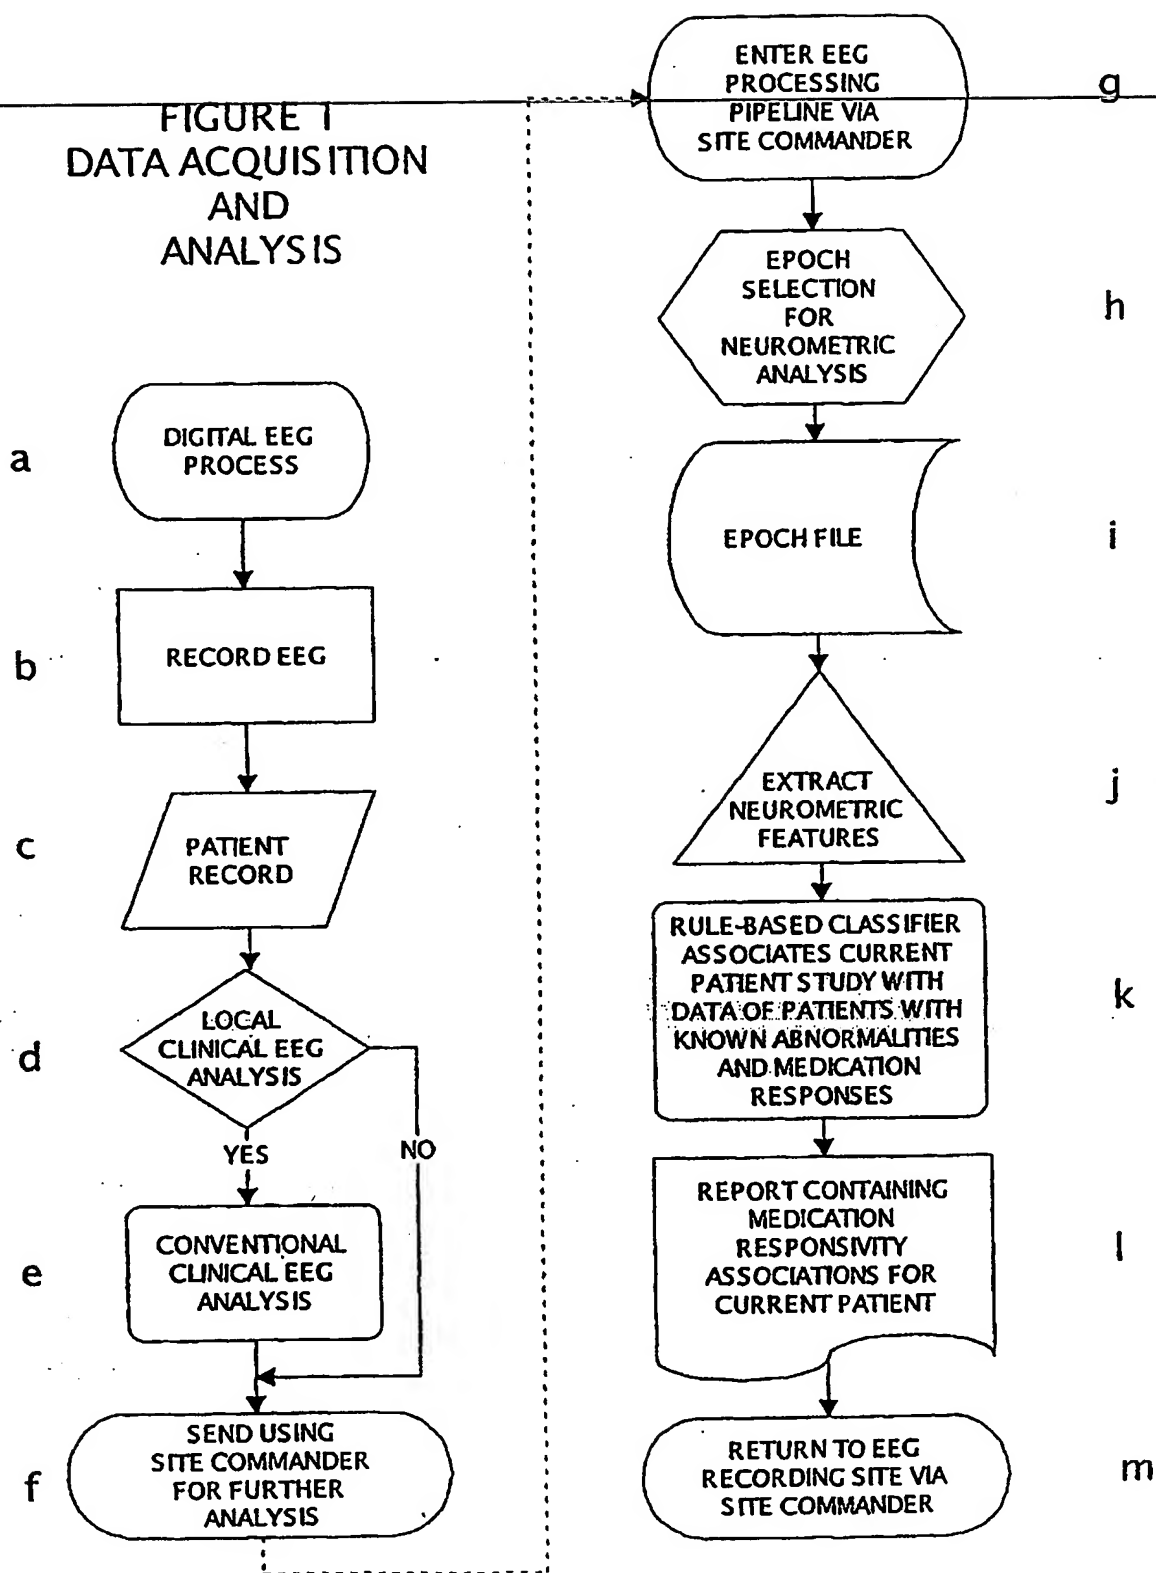 FIGURE 1
DATA ACQUISITION
AND
ANALYSIS
a
DIGITAL EEG
PROCESS
b
RECORD EEG
c
PATIENT
RECORD
d
LOCAL
CLINICAL EEG
ANALYSIS
YES
NO
e
CONVENTIONAL
CLINICAL EEG
ANALYSIS
f
SEND USING
SITE COMMANDER
FOR FURTHER
ANALYSIS
ENTER EEG
PROCESSING
PIPELINE VIA
SITE COMMANDER
g
EPOCH
SELECTION
FOR
NEUROMETRIC
ANALYSIS
h
EPOCH FILE
i
EXTRACT
NEUROMETRIC
FEATURES
j
RULE-BASED CLASSIFIER
ASSOCIATES CURRENT
PATIENT STUDY WITH
DATA OF PATIENTS WITH
KNOWN ABNORMALITIES
AND MEDICATION
RESPONSES
k
REPORT CONTAINING
MEDICATION
RESPONSIVITY
ASSOCIATIONS FOR
CURRENT PATIENT
l
RETURN TO EEG
RECORDING SITE VIA
SITE COMMANDER
m